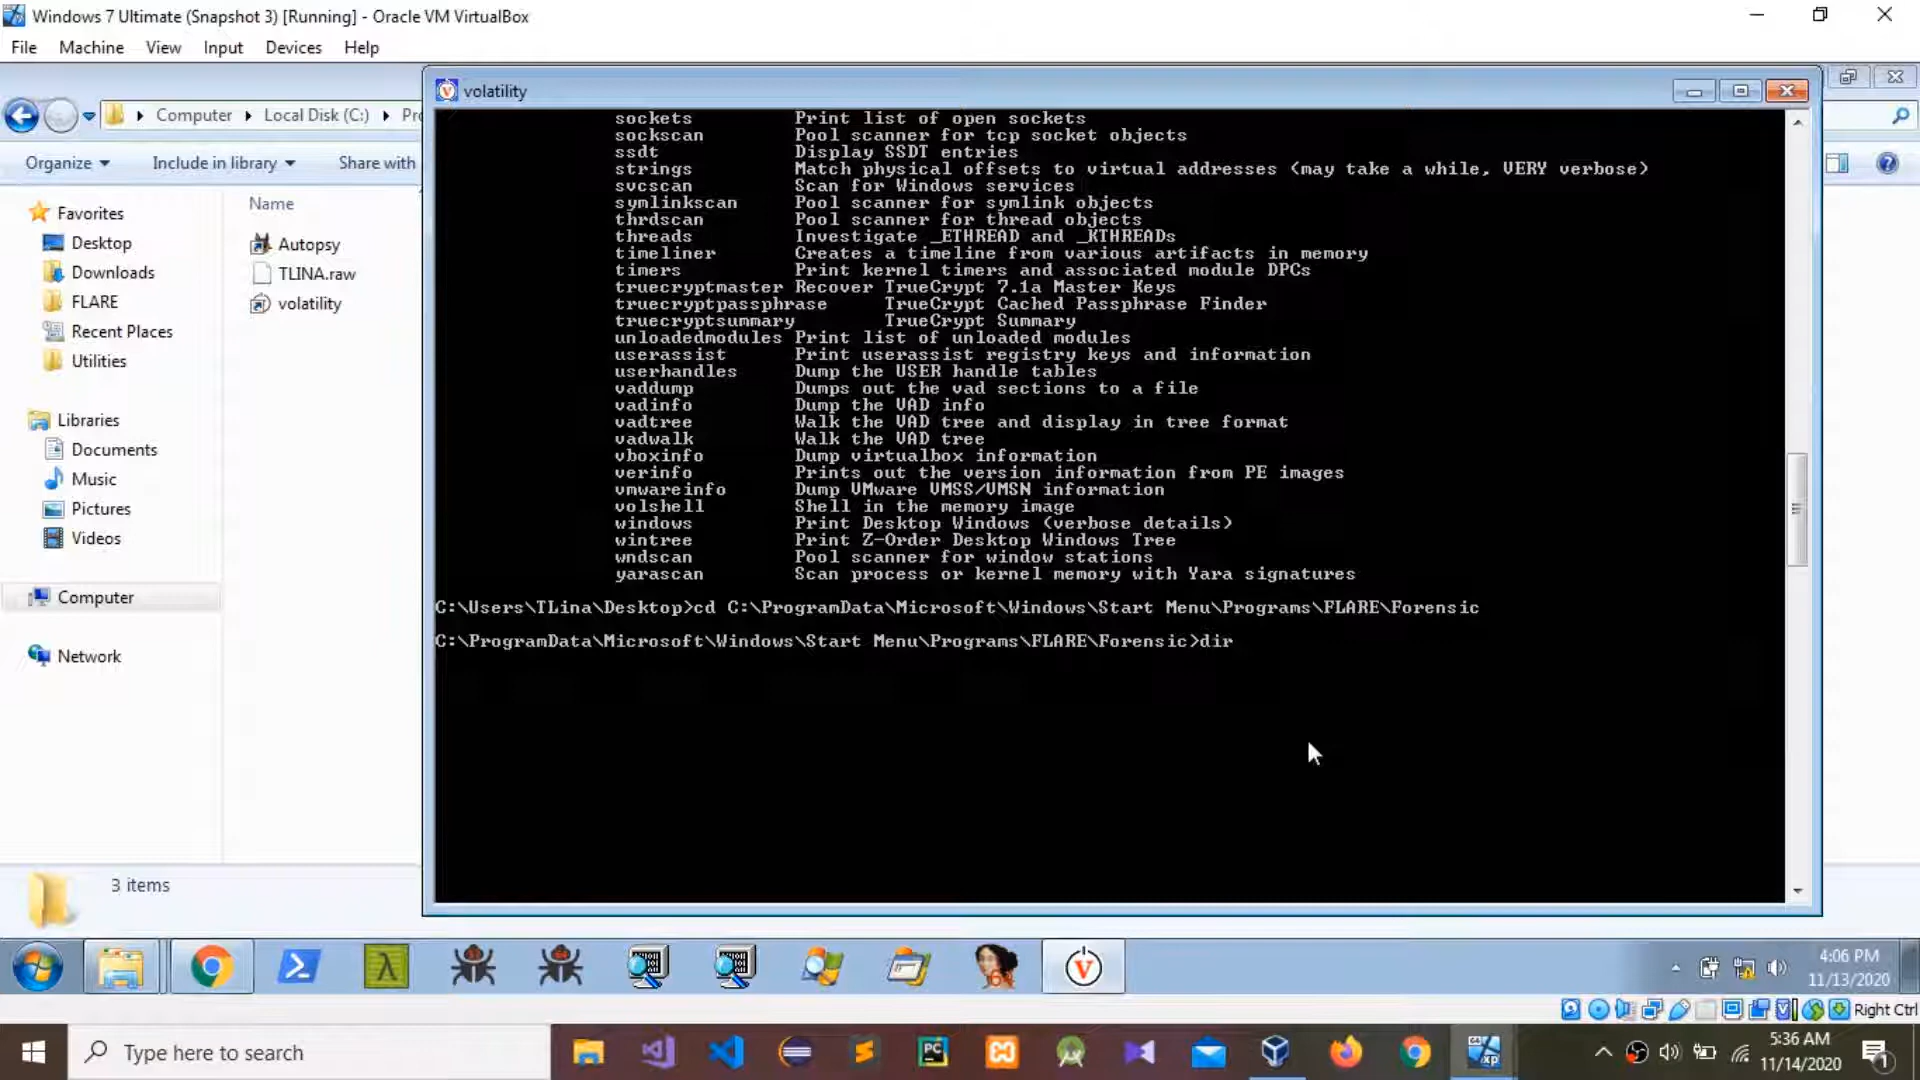 Windows 7 Ultimate (Snapshot 3) [Running] - Oracle VM VirtualBox
File Machine View Input Devices Help
volatility
Computer Local Disk (C:) Pro
Organize Include in library Share with
Name
Favorites
Desktop
Downloads
FLARE
Recent Places
Utilities
Libraries
Documents
Music
Pictures
Videos
Computer
Network
Autopsy
TLINA.raw
volatility
3 items
sockets Print list of open sockets
sockscan Pool scanner for tcp socket objects
ssdt Display SSDT entries
strings Match physical offsets to virtual addresses (may take a while, VERY verbose)
svcscan Scan for Windows services
symlinkscan Pool scanner for symlink objects
thrdscan Pool scanner for thread objects
threads Investigate _ETHREAD and _KTHREADs
timeliner Creates a timeline from various artifacts in memory
timers Print kernel timers and associated module DPCs
truecryptmaster Recover TrueCrypt 7.1a Master Keys
truecryptpassphrase TrueCrypt Cached Passphrase Finder
truecryptsummary TrueCrypt Summary
unloadedmodules Print list of unloaded modules
userassist Print userassist registry keys and information
userhandles Dump the USER handle tables
vaddump Dumps out the vad sections to a file
vadinfo Dump the VAD info
vadtree Walk the VAD tree and display in tree format
vadwalk Walk the VAD tree
vboxinfo Dump virtualbox information
verinfo Prints out the version information from PE images
vmwareinfo Dump VMware VMSS/VMSN information
volshell Shell in the memory image
windows Print Desktop Windows (verbose details)
wintree Print Z-Order Desktop Windows Tree
wndscan Pool scanner for window stations
yarascan Scan process or kernel memory with Yara signatures
C:\Users\TLina\Desktop>cd C:\ProgramData\Microsoft\Windows\Start Menu\Programs\FLARE\Forensic
C:\ProgramData\Microsoft\Windows\Start Menu\Programs\FLARE\Forensic>dir
4:06 PM
11/13/2020
Right Ctrl
Type here to search
5:36 AM
11/14/2020